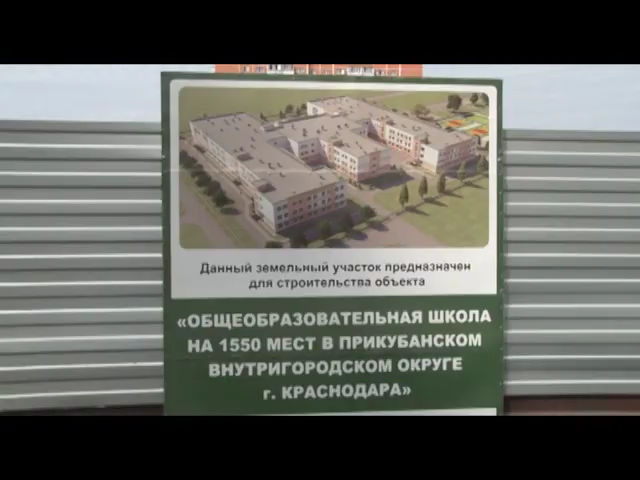 Данный земельный участок предназначен
для строительства объекта
«ОБЩЕОБРАЗОВАТЕЛЬНАЯ ШКОЛА
НА 1550 МЕСТ В ПРИКУБАНСКОМ
ВНУТРИГОРОДСКОМ ОКРУГЕ
г. КРАСНОДАРА»